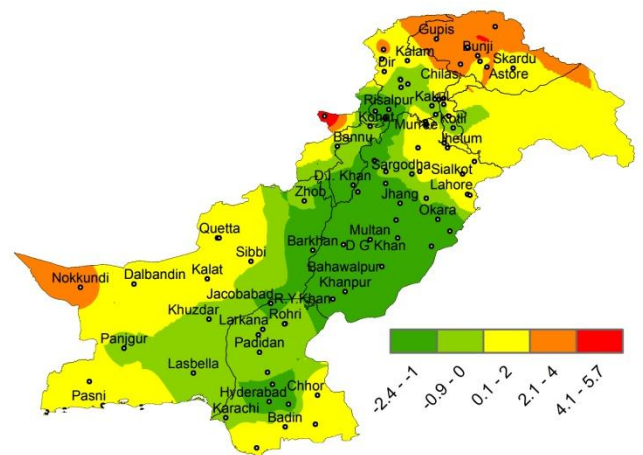 Gupis
Kalam
Bunji
Dir
Skardu
Chilas
Astore
Kakul
Risalpur
Kohat
Kotli
Murree
Bannu
Jhelum
Sargodha
Sialkot
D.I. Khan
Zhob
Lahore
Jhang
Okara
Quetta
Multan
Barkhan
D G Khan
Sibbi
Nokkundi
Dalbandin
Kalat
Bahawalpur
Khanpur
Jacobabad
R.Y.Khan
Khuzdar
Larkana
Rohri
Panjgur
Padidan
Lasbella
Pasni
Hyderabad
Chhor
Karachi
Badin
-2.4 - -1
-0.9 - 0
0.1 - 2
2.1 - 4
4.1 - 5.7